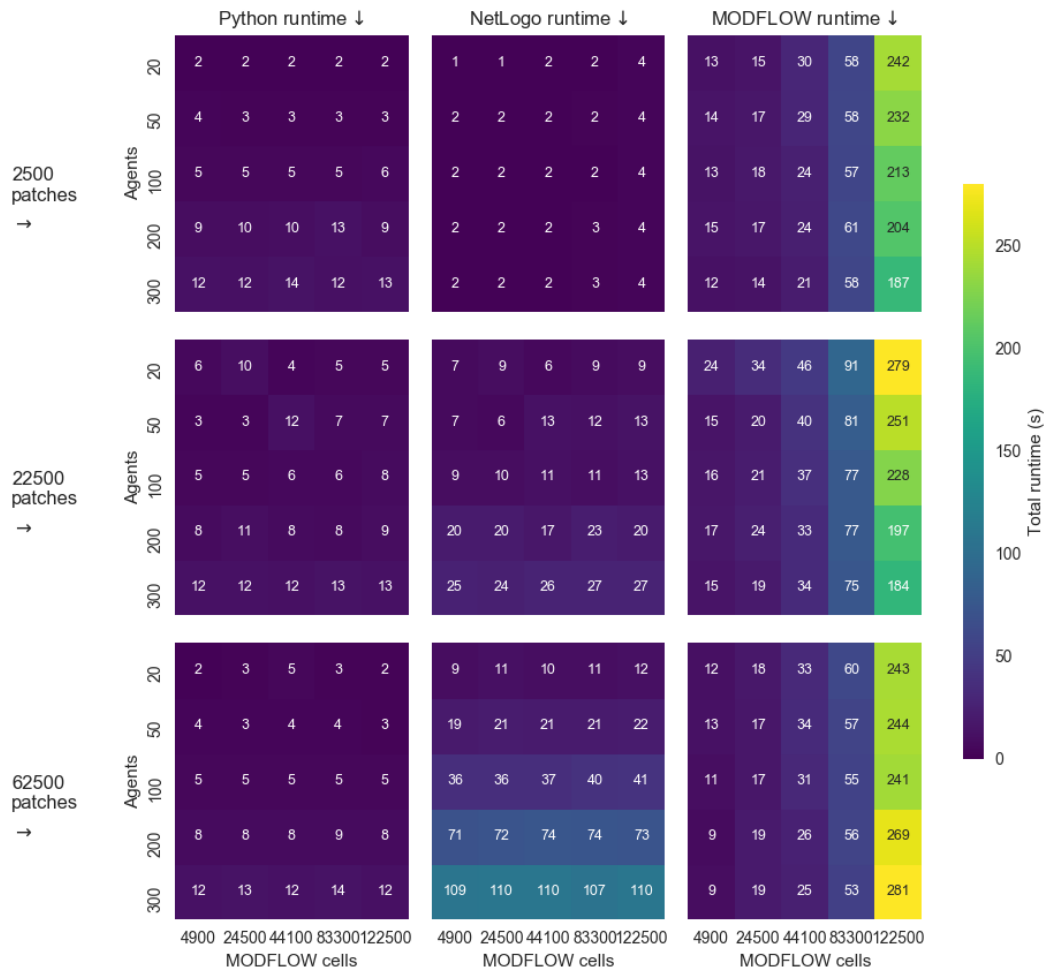 Python runtime ↓ NetLogo runtime ↓ MODFLOW runtime ↓
2500
patches
→
Agents
20 2 2 2 2 2 1 1 2 2 4 13 15 30 58 242
50 4 3 3 3 3 2 2 2 2 4 14 17 29 58 232
100 5 5 5 5 6 2 2 2 2 4 13 18 24 57 213
200 9 10 10 13 9 2 2 2 3 4 15 17 24 61 204
300 12 12 14 12 13 2 2 2 3 4 12 14 21 58 187
22500
patches
→
Agents
20 6 10 4 5 5 7 9 6 9 9 24 34 46 91 279
50 3 3 12 7 7 7 6 13 12 13 15 20 40 81 251
100 5 5 6 6 8 9 10 11 11 13 16 21 37 77 228
200 8 11 8 8 9 20 20 17 23 20 17 24 33 77 197
300 12 12 12 13 13 25 24 26 27 27 15 19 34 75 184
62500
patches
→
Agents
20 2 3 5 3 2 9 11 10 11 12 12 18 33 60 243
50 4 3 4 4 3 19 21 21 21 22 13 17 34 57 244
100 5 5 5 5 5 36 36 37 40 41 11 17 31 55 241
200 8 8 8 9 8 71 72 74 74 73 9 19 26 56 269
300 12 13 12 14 12 109 110 110 107 110 9 19 25 53 281
4900 24500 44100 83300 122500 4900 24500 44100 83300 122500 4900 24500 44100 83300 122500
MODFLOW cells MODFLOW cells MODFLOW cells
250
200
150
100
50
0
Total runtime (s)